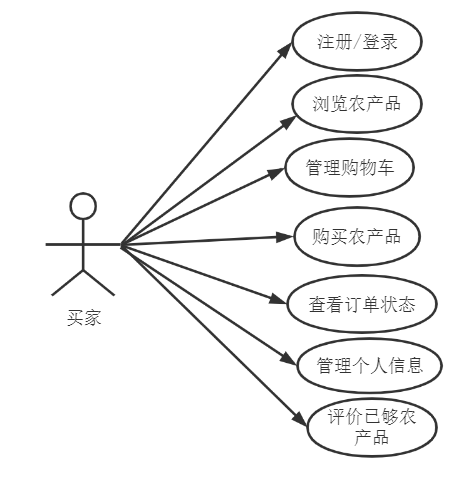 注册/登录
浏览农产品
管理购物车
购买农产品
查看订单状态
管理个人信息
评价已够农
产品
买家